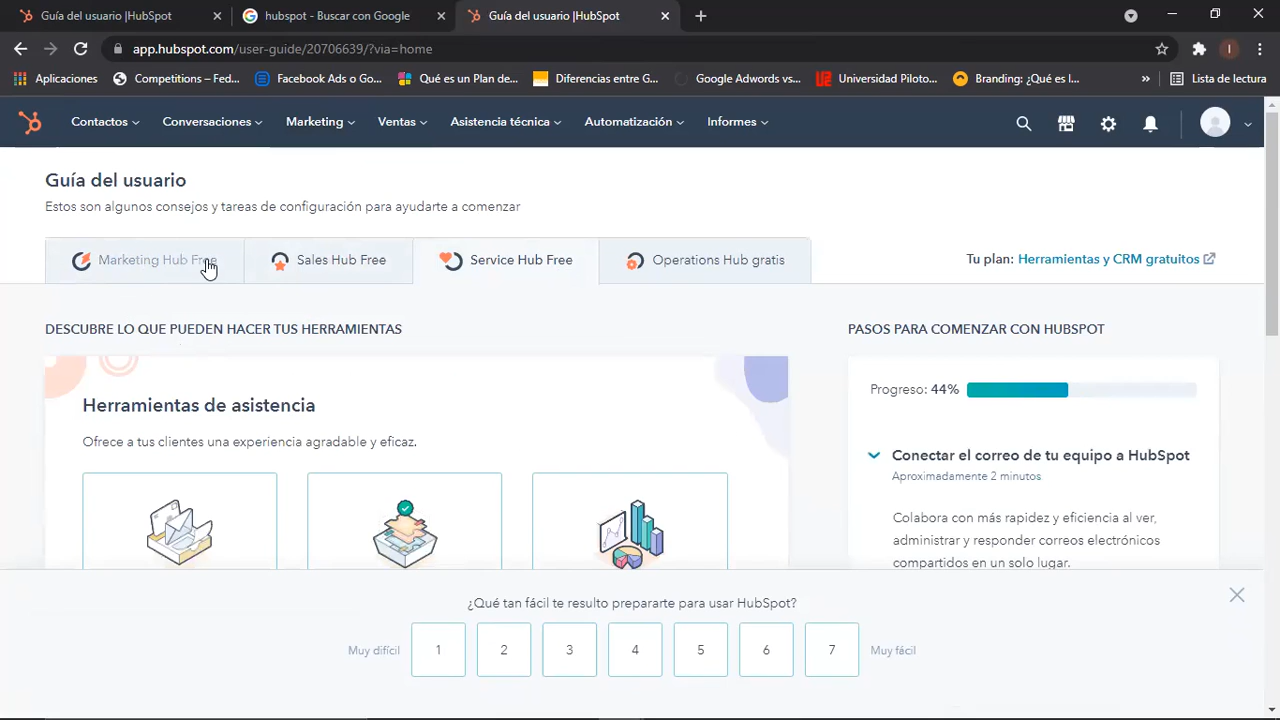 Guía del usuario |HubSpot
hubspot - Buscar con Google
Guía del usuario |HubSpot
app.hubspot.com/user-guide/20706639/?via=home
I
Aplicaciones
Competitions – Fed...
Facebook Ads o Go...
Qué es un Plan de...
Diferencias entre G...
Google Adwords vs...
Universidad Piloto...
Branding: ¿Qué es l...
»
Lista de lectura
Contactos
Conversaciones
Marketing
Ventas
Asistencia técnica
Automatización
Informes
Guía del usuario
Estos son algunos consejos y tareas de configuración para ayudarte a comenzar
Marketing Hub Free
Sales Hub Free
Service Hub Free
Operations Hub gratis
Tu plan: Herramientas y CRM gratuitos
DESCUBRE LO QUE PUEDEN HACER TUS HERRAMIENTAS
Herramientas de asistencia
Ofrece a tus clientes una experiencia agradable y eficaz.
PASOS PARA COMENZAR CON HUBSPOT
Progreso: 44%
Conectar el correo de tu equipo a HubSpot
Aproximadamente 2 minutos
Colabora con más rapidez y eficiencia al ver,
administrar y responder correos electrónicos
compartidos en un solo lugar.
¿Qué tan fácil te resulto prepararte para usar HubSpot?
Muy difícil
1
2
3
4
5
6
7
Muy fácil